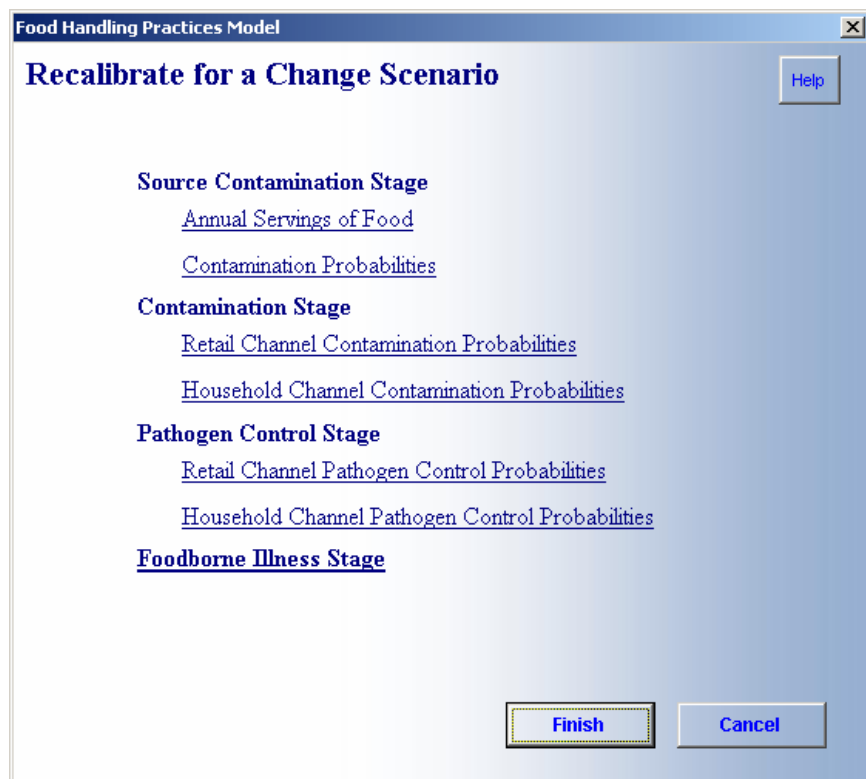 Food Handling Practices Model
Recalibrate for a Change Scenario
Help
Source Contamination Stage
Annual Servings of Food
Contamination Probabilities
Contamination Stage
Retail Channel Contamination Probabilities
Household Channel Contamination Probabilities
Pathogen Control Stage
Retail Channel Pathogen Control Probabilities
Household Channel Pathogen Control Probabilities
Foodborne Illness Stage
Finish
Cancel